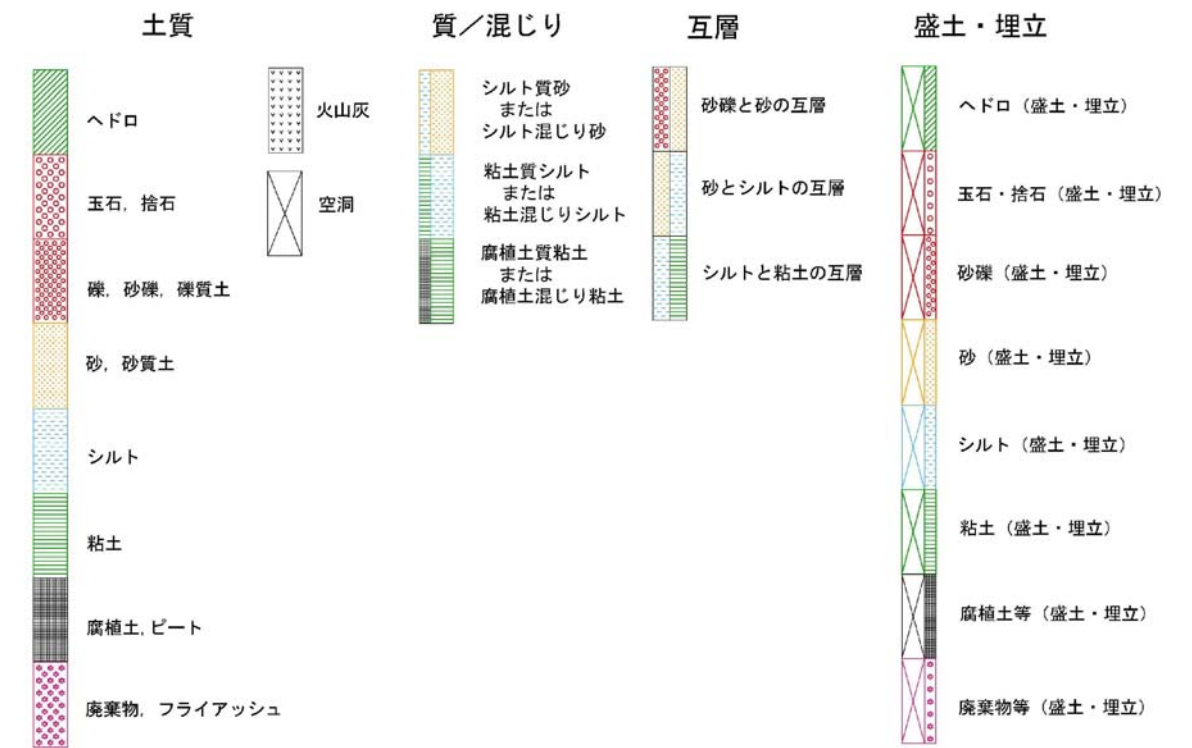 土質
ヘドロ
玉石，捨石
礫，砂礫，礫質土
砂，砂質土
シルト
粘土
腐植土，ピート
廃棄物，フライアッシュ
火山灰
空洞
質／混じり
シルト質砂
または
シルト混じり砂
粘土質シルト
または
粘土混じりシルト
腐植土質粘土
または
腐植土混じり粘土
互層
砂礫と砂の互層
砂とシルトの互層
シルトと粘土の互層
盛土・埋立
ヘドロ（盛土・埋立）
玉石・捨石（盛土・埋立）
砂礫（盛土・埋立）
砂（盛土・埋立）
シルト（盛土・埋立）
粘土（盛土・埋立）
腐植土等（盛土・埋立）
廃棄物等（盛土・埋立）